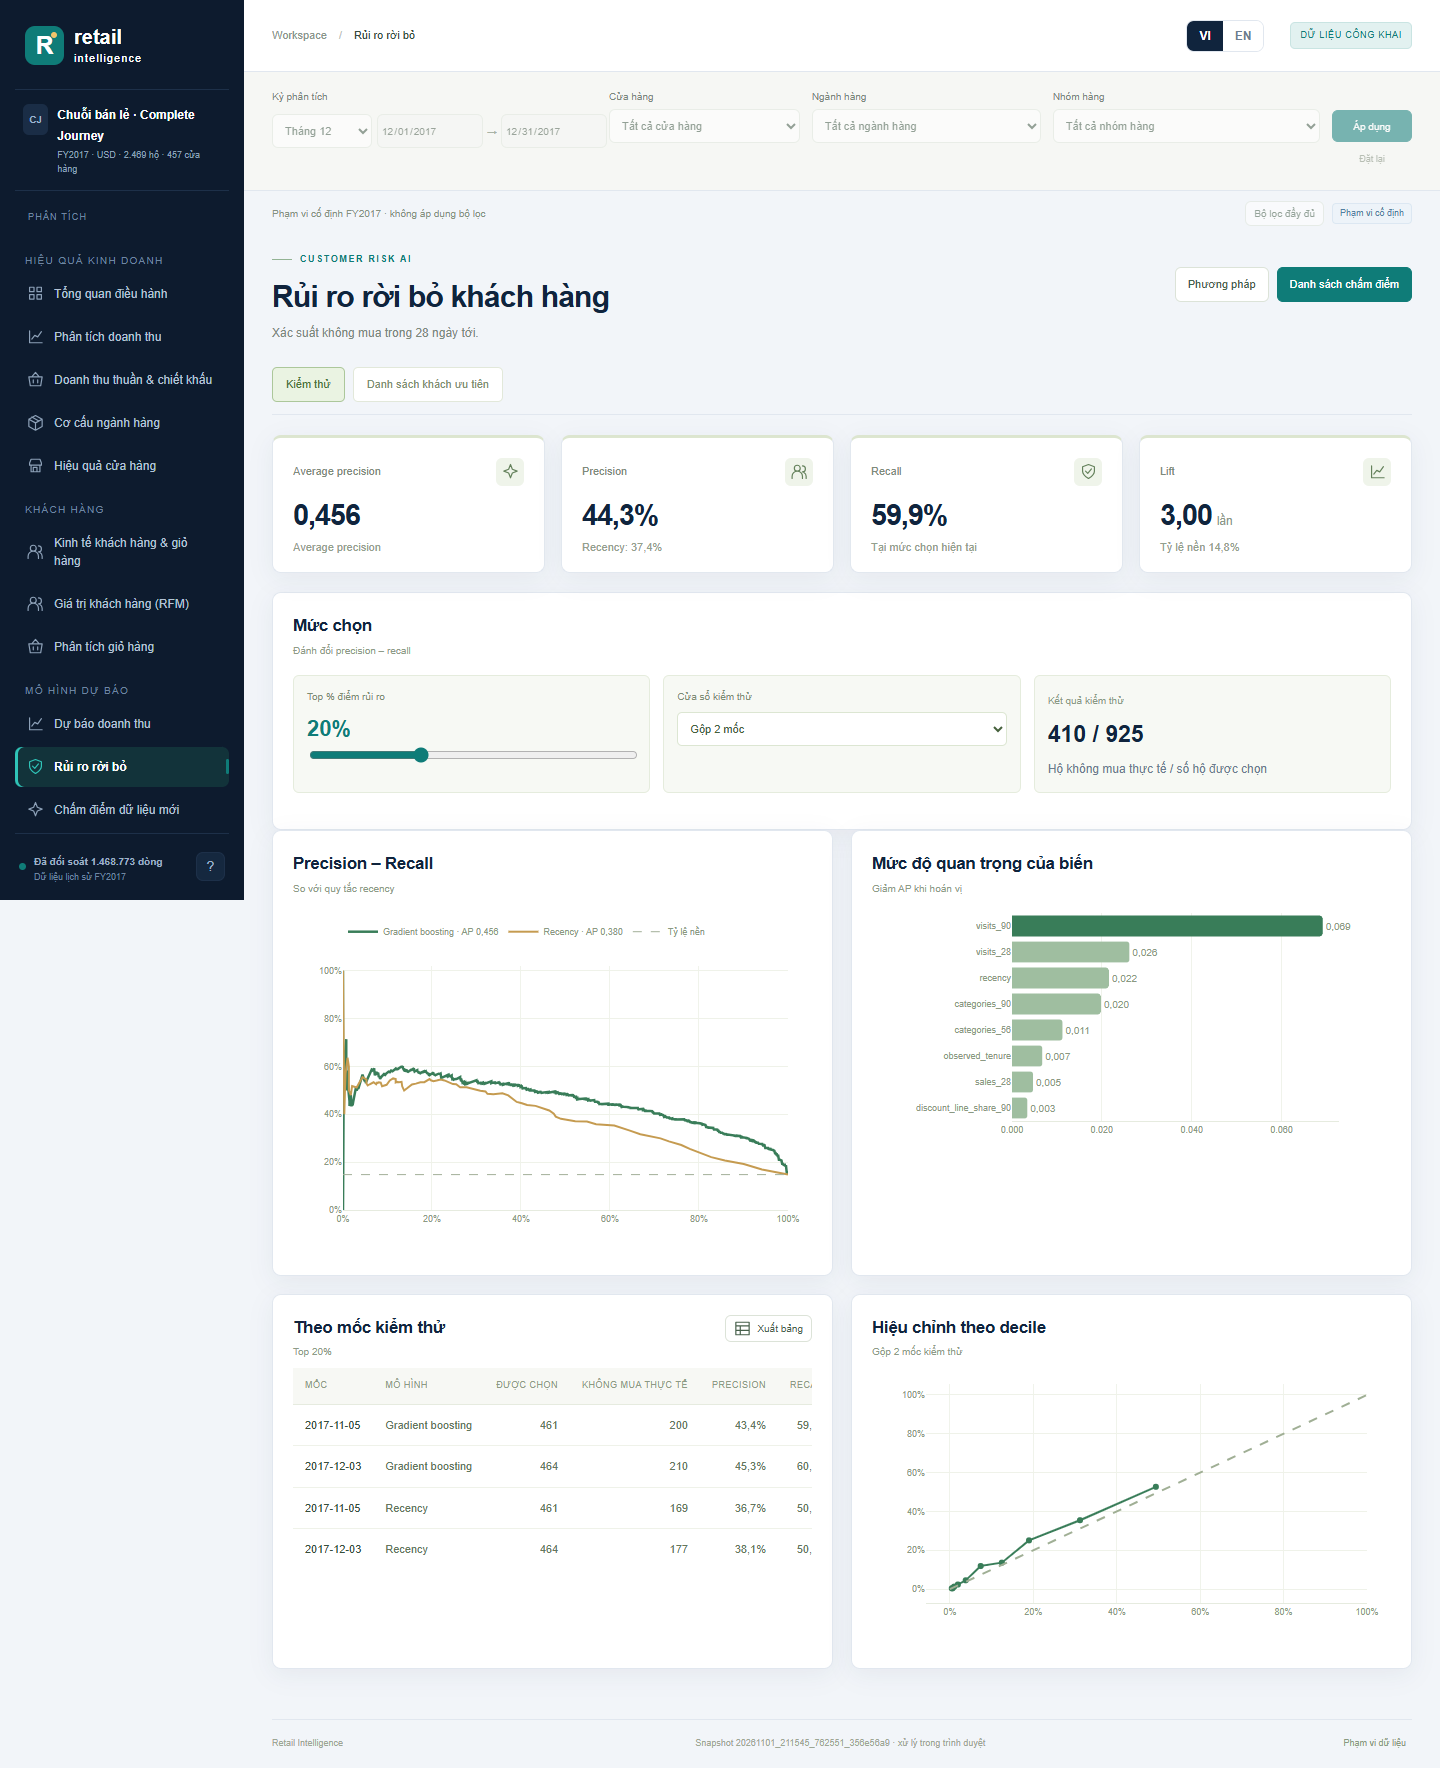 R
retail
intelligence
CJ
Chuỗi bán lẻ · Complete
Journey
FY2017 · USD · 2.469 hộ · 457 cửa
hàng
PHÂN TÍCH
HIỆU QUẢ KINH DOANH
Tổng quan điều hành
Phân tích doanh thu
Doanh thu thuần & chiết khấu
Cơ cấu ngành hàng
Hiệu quả cửa hàng
KHÁCH HÀNG
Kinh tế khách hàng & giỏ
hàng
Giá trị khách hàng (RFM)
Phân tích giỏ hàng
MÔ HÌNH DỰ BÁO
Dự báo doanh thu
Rủi ro rời bỏ
Chấm điểm dữ liệu mới
Đã đối soát 1.468.773 dòng
Dữ liệu lịch sử FY2017
?
Workspace / Rủi ro rời bỏ
VI EN
DỮ LIỆU CÔNG KHAI
Kỳ phân tích
Tháng 12
12/01/2017 → 12/31/2017
Cửa hàng
Tất cả cửa hàng
Ngành hàng
Tất cả ngành hàng
Nhóm hàng
Tất cả nhóm hàng
Áp dụng
Đặt lại
Phạm vi cố định FY2017 · không áp dụng bộ lọc
Bộ lọc đầy đủ
Phạm vi cố định
CUSTOMER RISK AI
Rủi ro rời bỏ khách hàng
Xác suất không mua trong 28 ngày tới.
Phương pháp
Danh sách chấm điểm
Kiểm thử
Danh sách khách ưu tiên
Average precision
0,456
Average precision
Precision
44,3%
Recency: 37,4%
Recall
59,9%
Tại mức chọn hiện tại
Lift
3,00 lần
Tỷ lệ nền 14,8%
Mức chọn
Đánh đổi precision – recall
Top % điểm rủi ro
20%
Cửa sổ kiểm thử
Gộp 2 mốc
Kết quả kiểm thử
410 / 925
Hộ không mua thực tế / số hộ được chọn
Precision – Recall
So với quy tắc recency
Gradient boosting · AP 0,456
Recency · AP 0,380
Tỷ lệ nền
100%
80%
60%
40%
20%
0%
0% 20% 40% 60% 80% 100%
Mức độ quan trọng của biến
Giảm AP khi hoán vị
visits_90 0,069
visits_28 0,026
recency 0,022
categories_90 0,020
categories_56 0,011
observed_tenure 0,007
sales_28 0,005
discount_line_share_90 0,003
0.000 0.020 0.040 0.060
Theo mốc kiểm thử
Top 20%
Xuất bảng
MỐC MÔ HÌNH ĐƯỢC CHỌN KHÔNG MUA THỰC TẾ PRECISION RECA
2017-11-05 Gradient boosting 461 200 43,4% 59,
2017-12-03 Gradient boosting 464 210 45,3% 60,
2017-11-05 Recency 461 169 36,7% 50,
2017-12-03 Recency 464 177 38,1% 50,
Hiệu chỉnh theo decile
Gộp 2 mốc kiểm thử
100%
80%
60%
40%
20%
0%
0% 20% 40% 60% 80% 100%
Retail Intelligence
Snapshot 20261101_211545_762551_356e56a9 · xử lý trong trình duyệt
Phạm vi dữ liệu